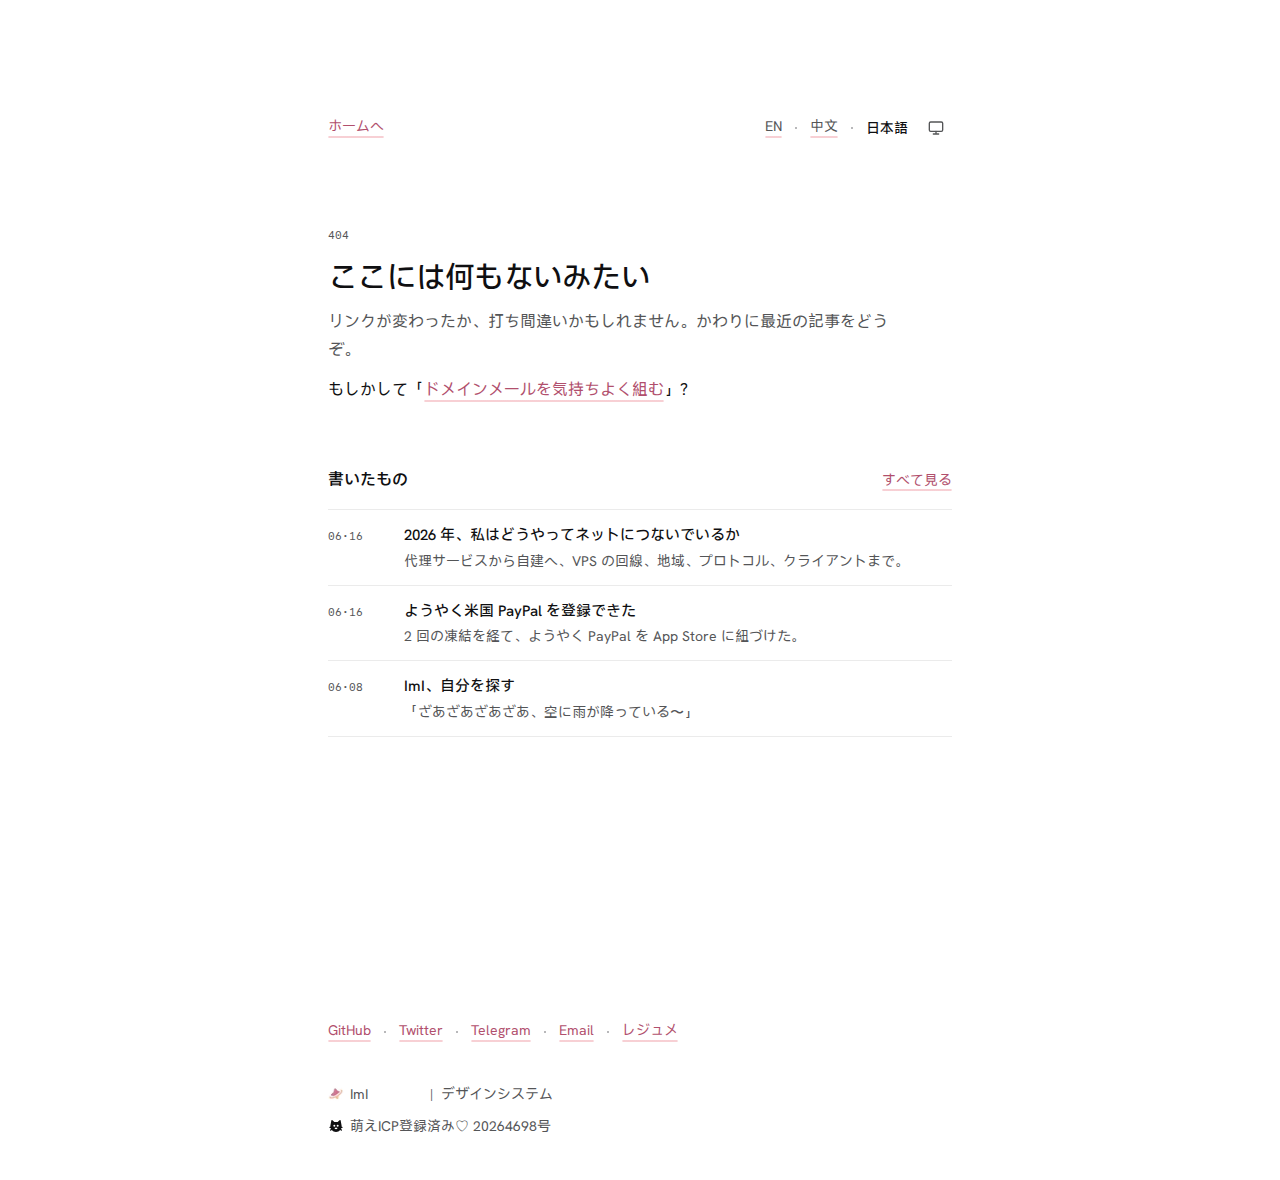 ホームへ
EN · 中文 · 日本語
404
ここには何もないみたい
リンクが変わったか、打ち間違いかもしれません。かわりに最近の記事をどう
ぞ。
もしかして「ドメインメールを気持ちよく組む」？
書いたもの
すべて見る
06·16
2026 年、私はどうやってネットにつないでいるか
代理サービスから自建へ、VPS の回線、地域、プロトコル、クライアントまで。
06·16
ようやく米国 PayPal を登録できた
2 回の凍結を経て、ようやく PayPal を App Store に紐づけた。
06·08
ImI、自分を探す
「ざあざあざあざあ、空に雨が降っている〜」
GitHub · Twitter · Telegram · Email · レジュメ
ImI | デザインシステム
萌えICP登録済み♡ 20264698号